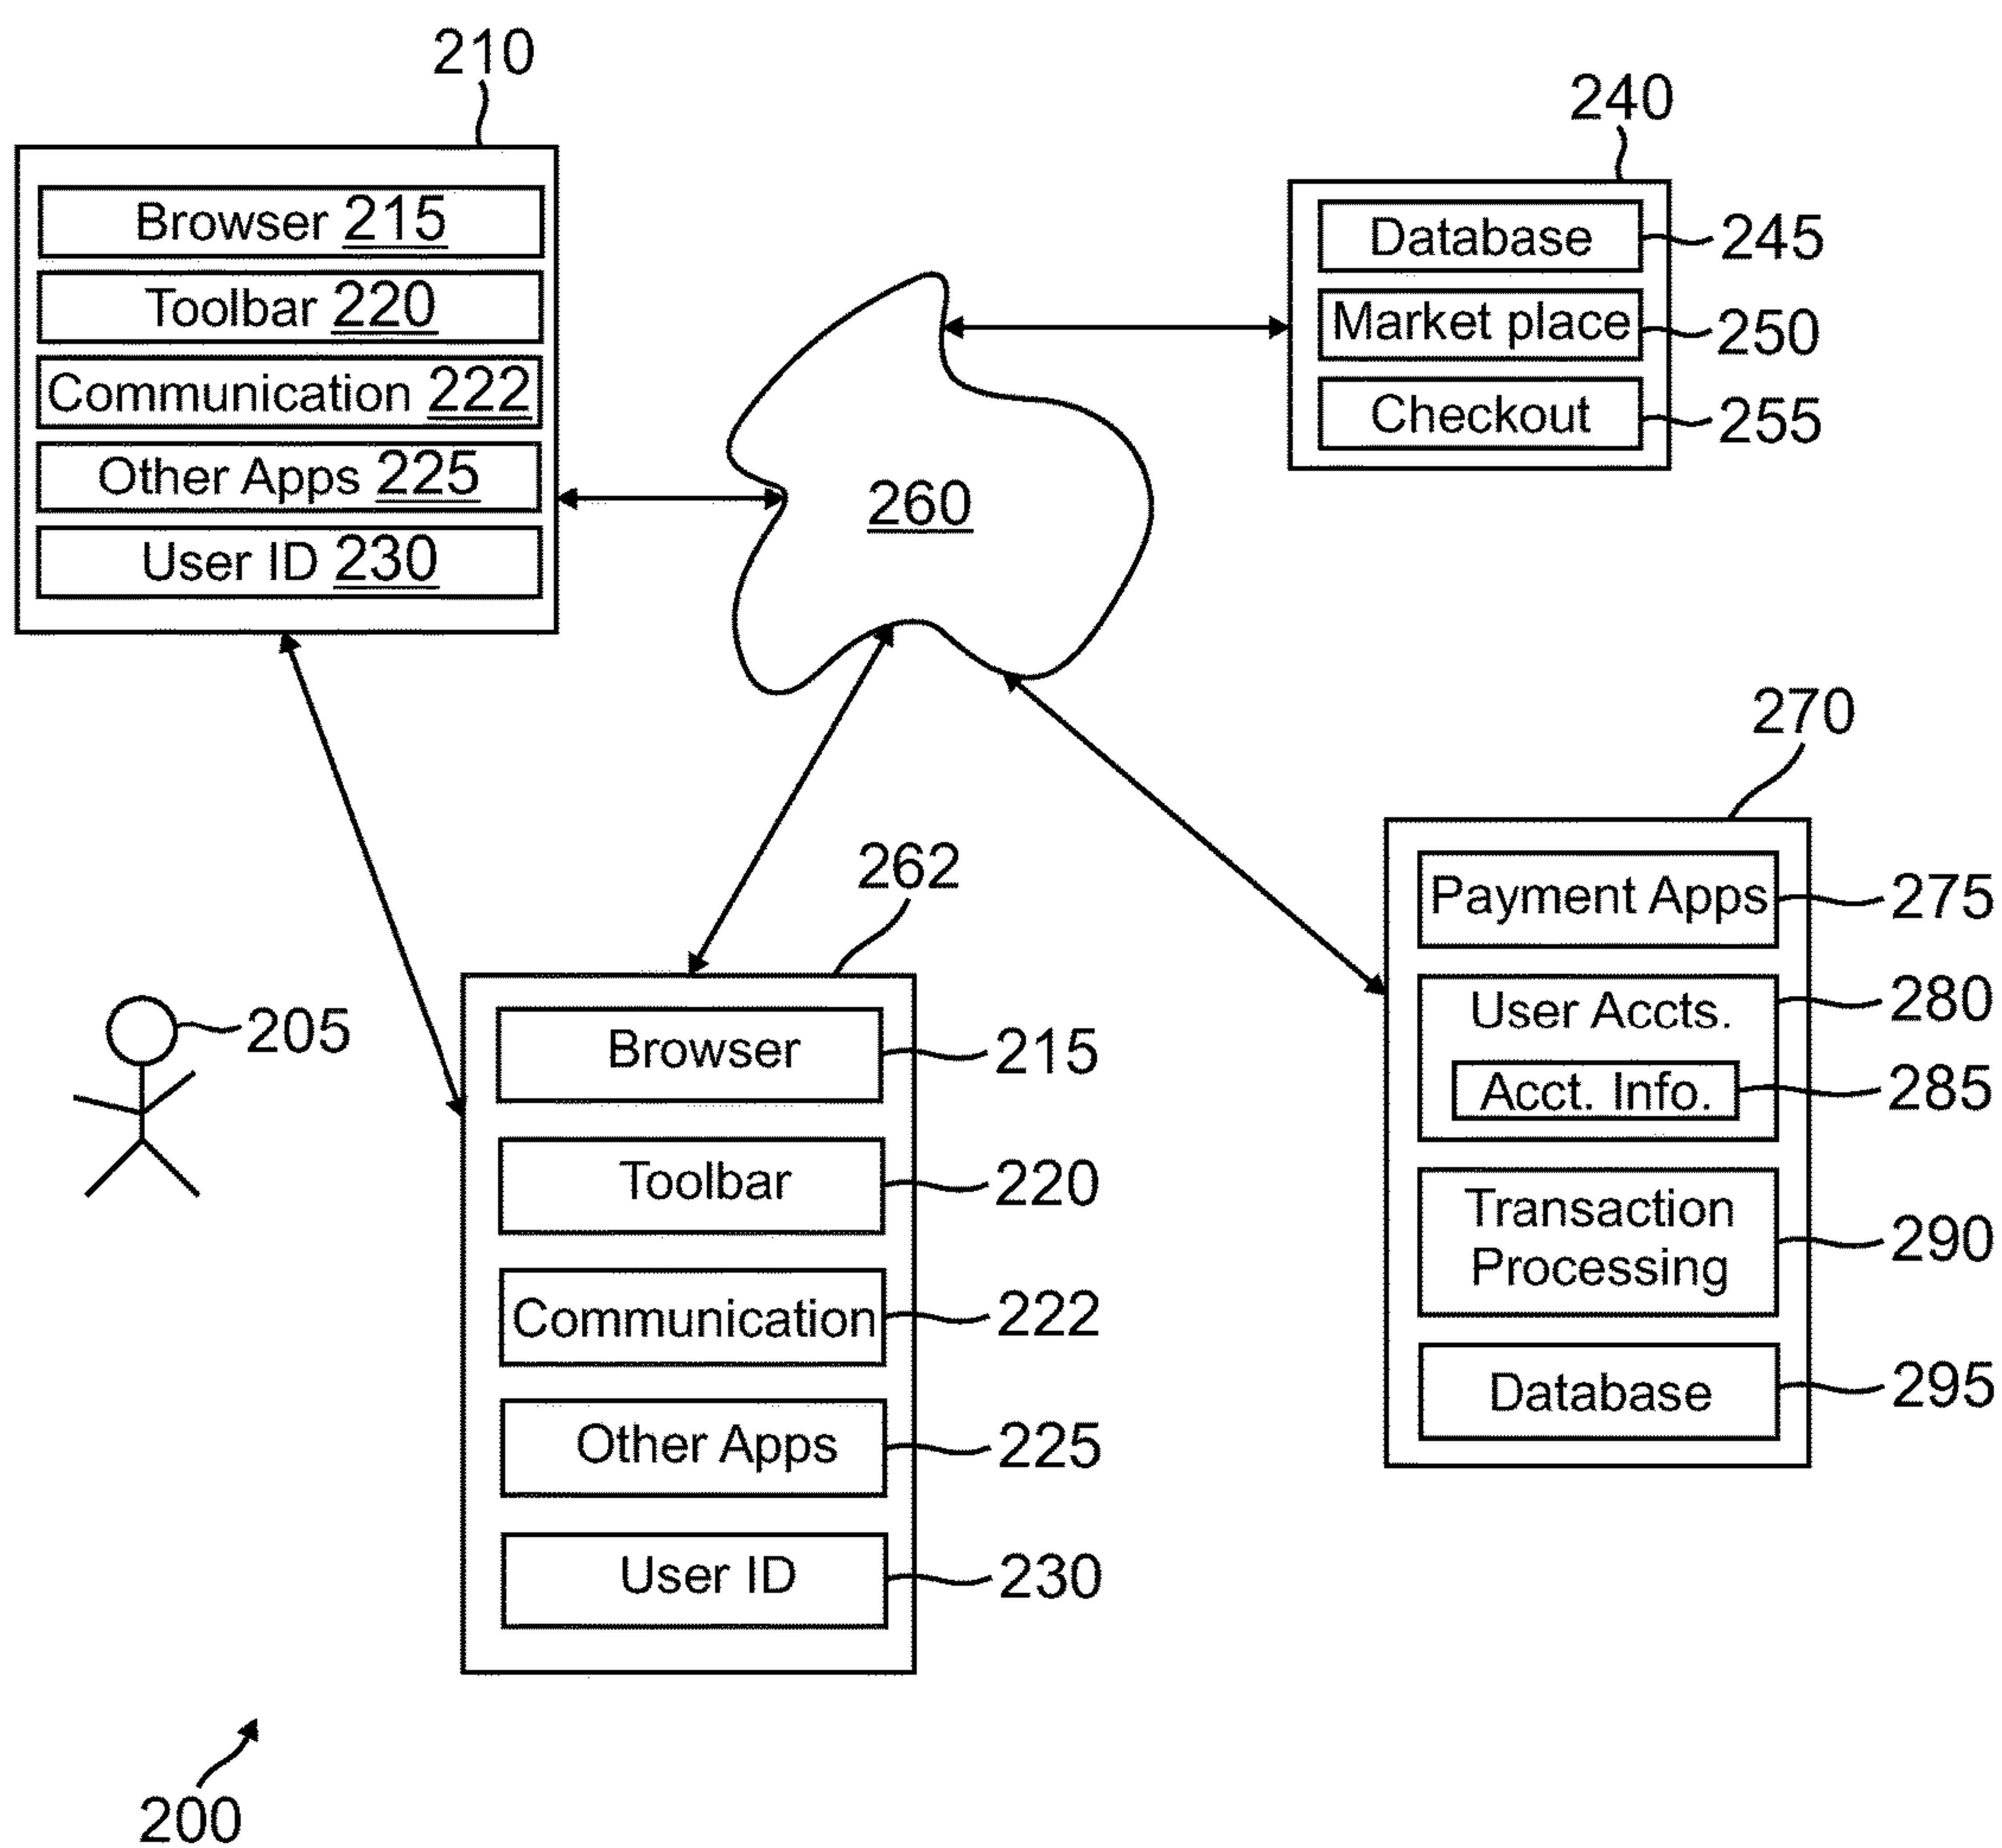 210
Browser 215
Toolbar 220
Communication 222
Other Apps 225
User ID 230
240
Database 245
Market place 250
Checkout 255
260
270
Payment Apps 275
User Accts. 280
Acct. Info. 285
Transaction
Processing 290
Database 295
262
Browser 215
Toolbar 220
Communication 222
Other Apps 225
User ID 230
205
200